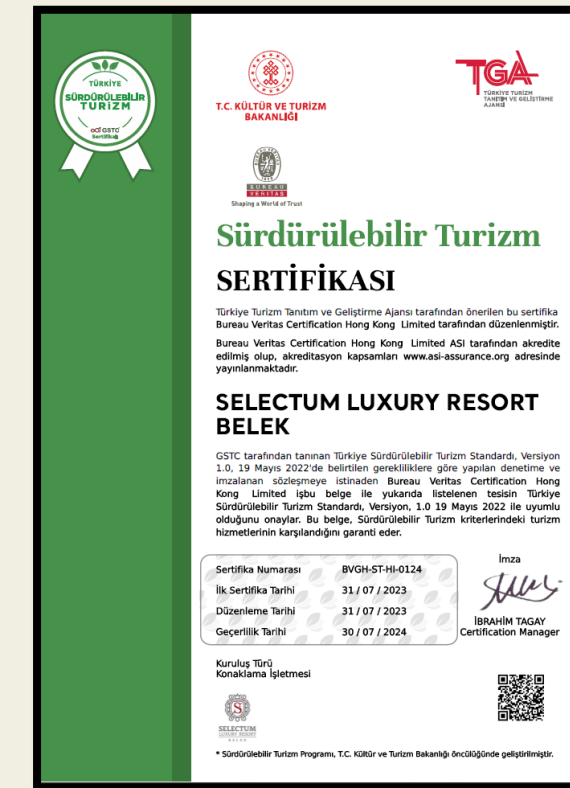 TÜRKİYE
SÜRDÜRÜLEBİLİR
TURİZM
GSTC
Sertifikalı
T.C. KÜLTÜR VE TURİZM
BAKANLIĞI
TGA
TÜRKİYE TURİZM
TANITIM VE GELİŞTİRME
AJANSI
BUREAU
VERITAS
Shaping a World of Trust
Sürdürülebilir Turizm
SERTİFİKASI
Türkiye Turizm Tanıtım ve Geliştirme Ajansı tarafından önerilen bu sertifika
Bureau Veritas Certification Hong Kong Limited tarafından düzenlenmiştir.
Bureau Veritas Certification Hong Kong Limited ASI tarafından akredite
edilmiş olup, akreditasyon kapsamları www.asi-assurance.org adresinde
yayınlanmaktadır.
SELECTUM LUXURY RESORT
BELEK
GSTC tarafından tanınan Türkiye Sürdürülebilir Turizm Standardı, Versiyon
1.0, 19 Mayıs 2022'de belirtilen gerekliliklere göre yapılan denetime ve
imzalanan sözleşmeye istinaden Bureau Veritas Certification Hong
Kong Limited işbu belge ile yukarıda listelenen tesisin Türkiye
Sürdürülebilir Turizm Standardı, Versiyon, 1.0 19 Mayıs 2022 ile uyumlu
olduğunu onaylar. Bu belge, Sürdürülebilir Turizm kriterlerindeki turizm
hizmetlerinin karşılandığını garanti eder.
Sertifika Numarası BVGH-ST-HI-0124
İlk Sertifika Tarihi 31 / 07 / 2023
Düzenleme Tarihi 31 / 07 / 2023
Geçerlilik Tarihi 30 / 07 / 2024
İmza
İBRAHİM TAGAY
Certification Manager
Kuruluş Türü
Konaklama İşletmesi
SELECTUM
LUXURY RESORT
BELEK
* Sürdürülebilir Turizm Programı, T.C. Kültür ve Turizm Bakanlığı öncülüğünde geliştirilmiştir.